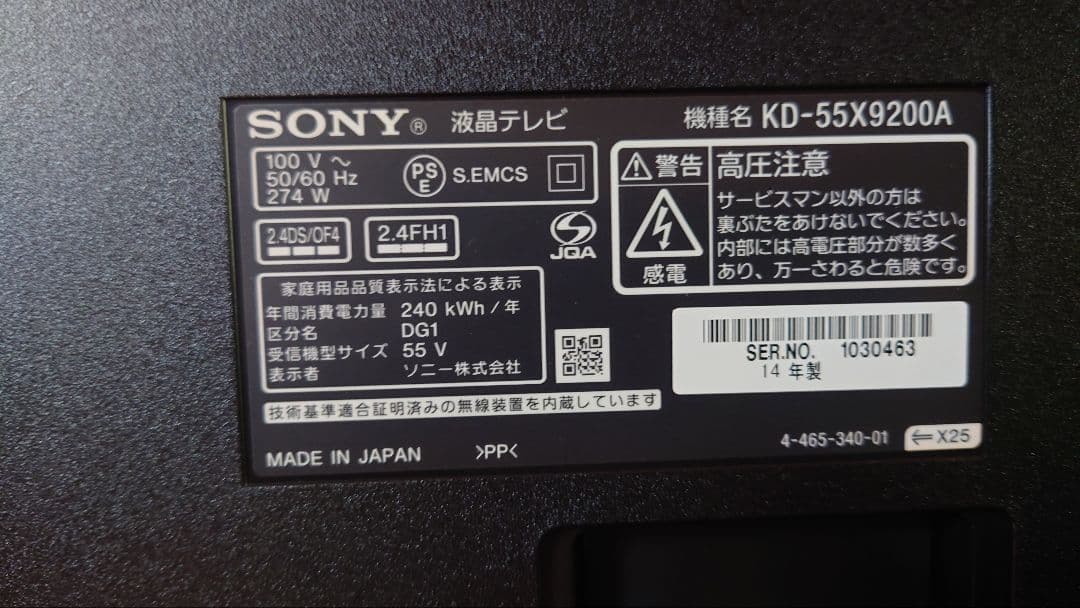 SONY® 液晶テレビ
機種名 KD-55X9200A
100 V ～
50/60 Hz
274 W
PS
E
S.EMCS
2.4DS/OF4
2.4FH1
JQA
家庭用品品質表示法による表示
年間消費電力量 240 kWh / 年
区分名 DG1
受信機型サイズ 55 V
表示者 ソニー株式会社
技術基準適合証明済みの無線装置を内蔵しています
MADE IN JAPAN >PP<
警告
感電
高圧注意
サービスマン以外の方は
裏ぶたをあけないでください。
内部には高電圧部分が数多く
あり、万一さわると危険です。
SER.NO. 1030463
14 年製
4-465-340-01
⇐X25